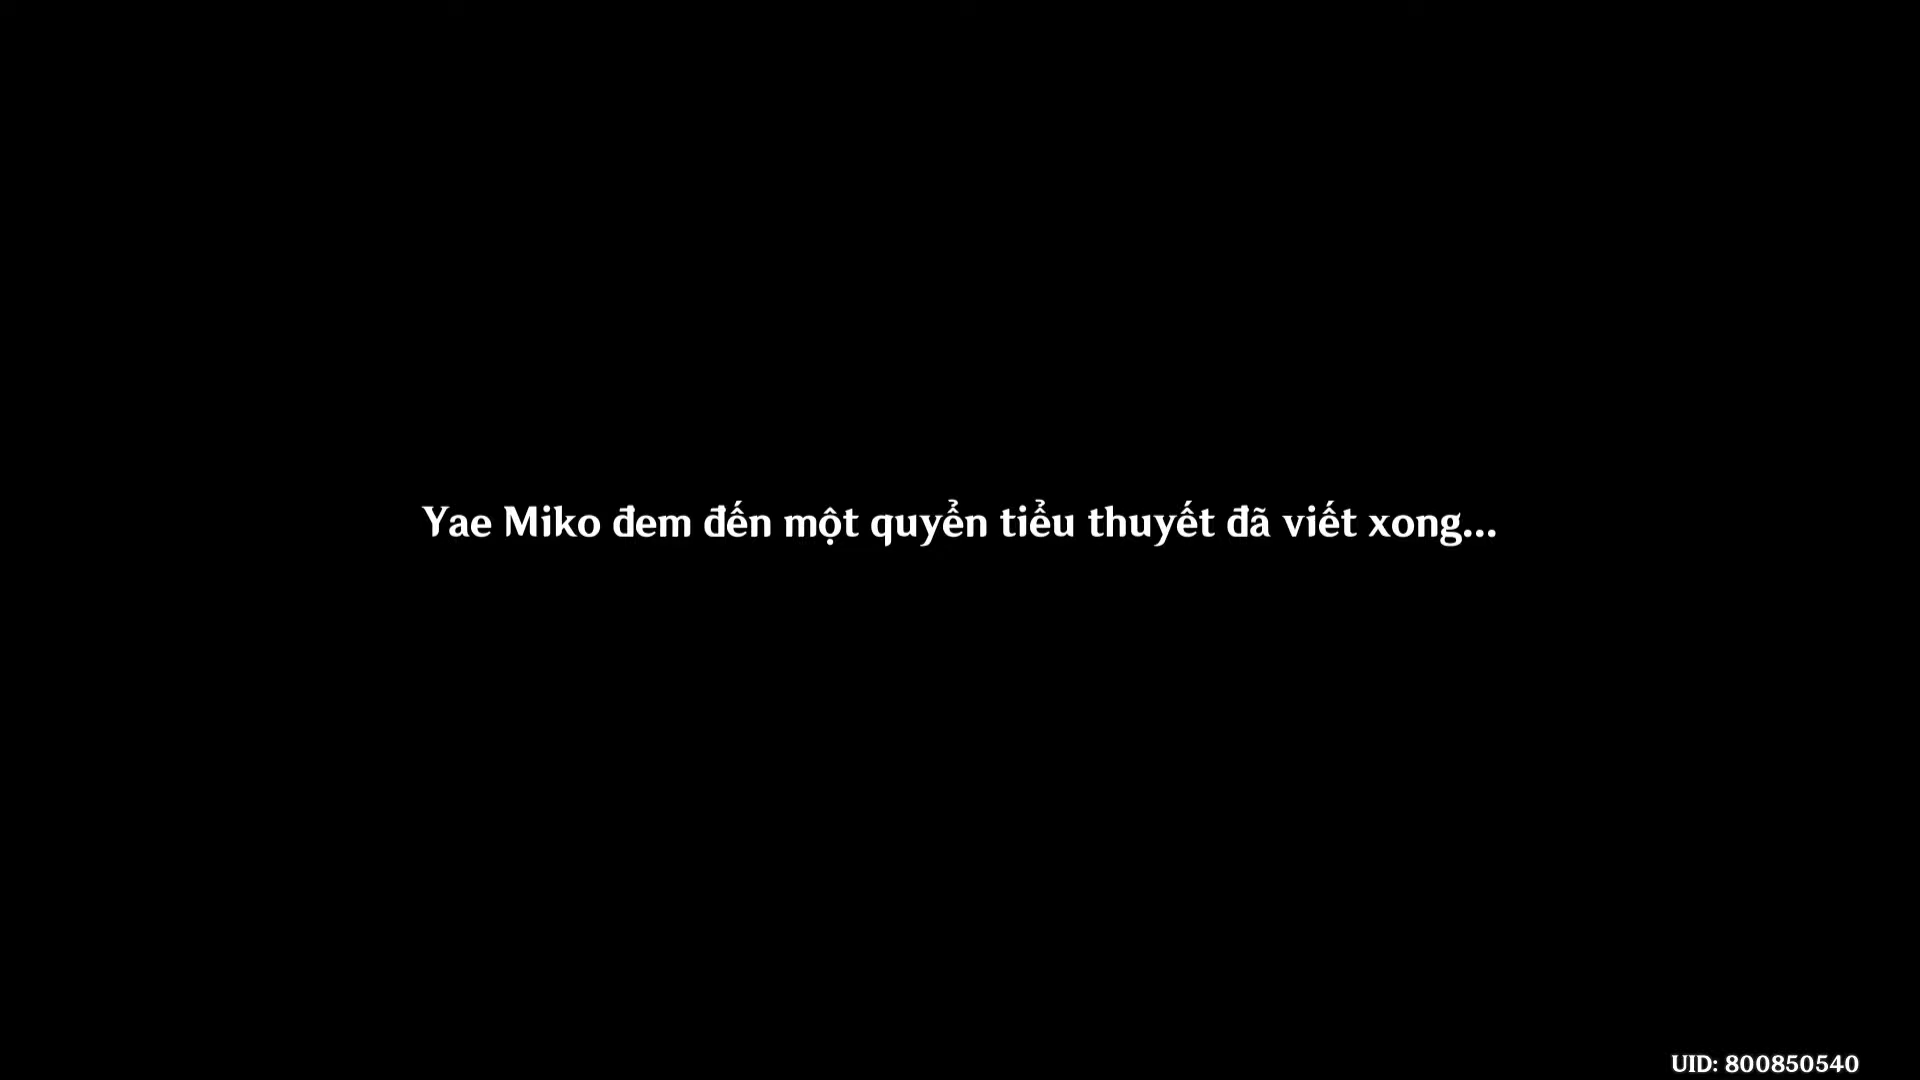 Yae Miko đem đến một quyển tiểu thuyết đã viết xong...
UID: 800850540